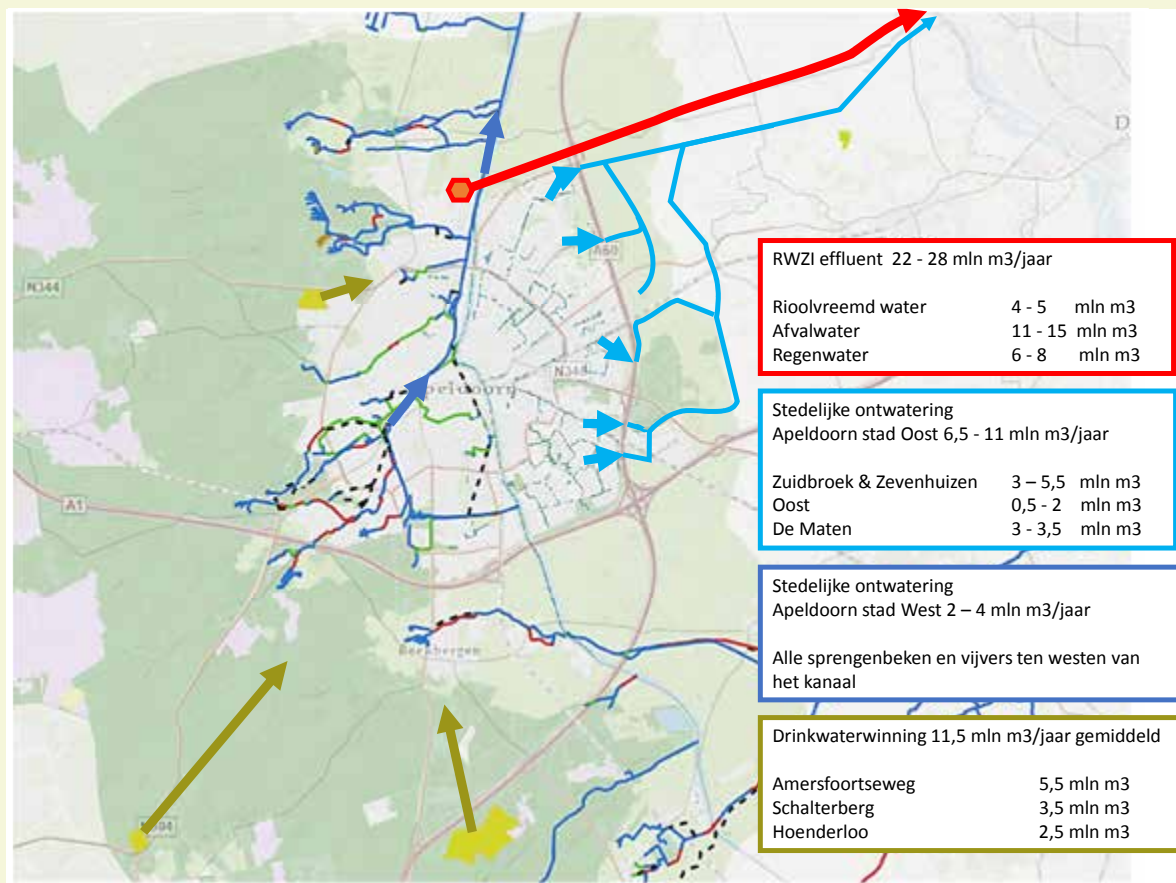 D
A50
N344
RWZI effluent 22 - 28 mln m3/jaar
Rioolvreemd water 4 - 5 mln m3
Afvalwater 11 - 15 mln m3
Regenwater 6 - 8 mln m3
Stedelijke ontwatering
Apeldoorn stad Oost 6,5 - 11 mln m3/jaar
Zuidbroek & Zevenhuizen 3 – 5,5 mln m3
Oost 0,5 - 2 mln m3
De Maten 3 - 3,5 mln m3
A1
Stedelijke ontwatering
Apeldoorn stad West 2 – 4 mln m3/jaar
Alle sprengenbeken en vijvers ten westen van
het kanaal
Beekbergen
Drinkwaterwinning 11,5 mln m3/jaar gemiddeld
Amersfoortseweg 5,5 mln m3
Schalterberg 3,5 mln m3
Hoenderloo 2,5 mln m3